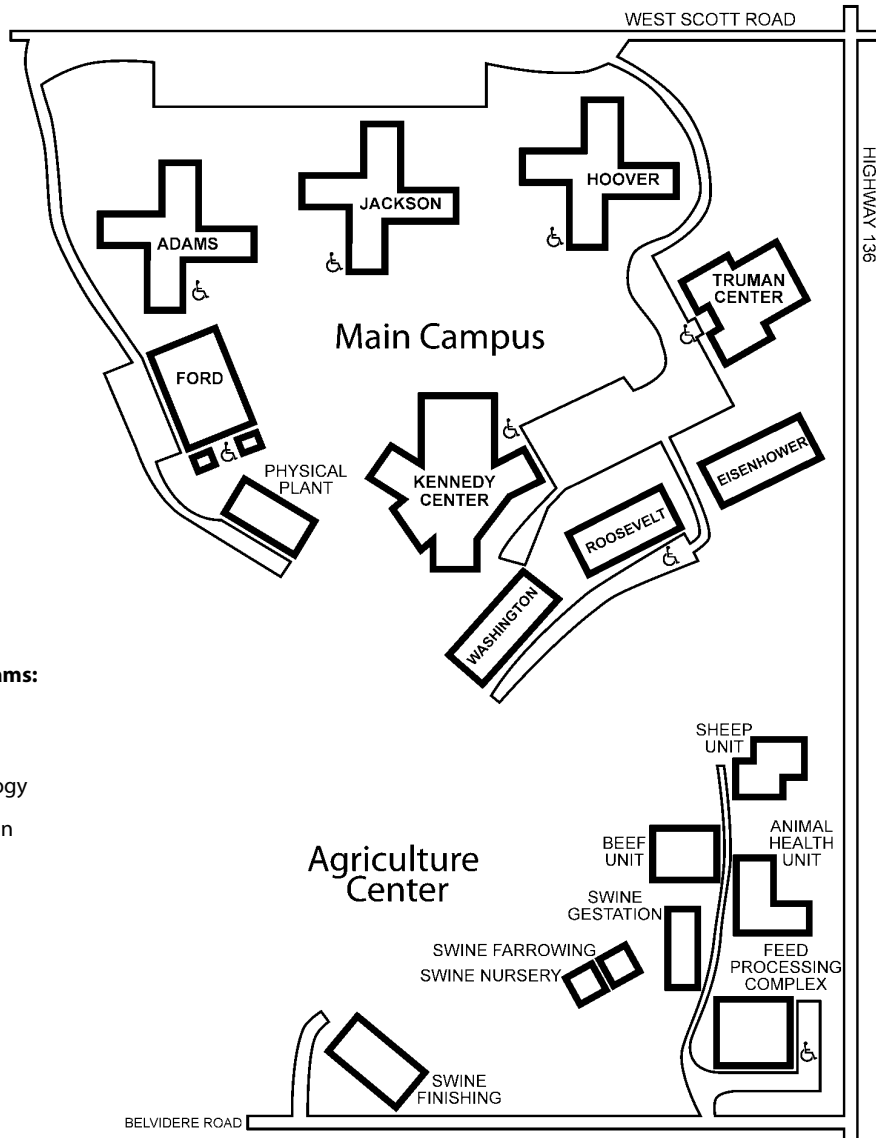 WEST SCOTT ROAD
HIGHWAY 136
HOOVER
JACKSON
ADAMS
TRUMAN
CENTER
Main Campus
FORD
EISENHOWER
PHYSICAL
PLANT
KENNEDY
CENTER
ROOSEVELT
WASHINGTON
ams:
ogy
n
SHEEP
UNIT
BEEF
UNIT
ANIMAL
HEALTH
UNIT
Agriculture
Center
SWINE
GESTATION
SWINE FARROWING
SWINE NURSERY
FEED
PROCESSING
COMPLEX
SWINE
FINISHING
BELVIDERE ROAD